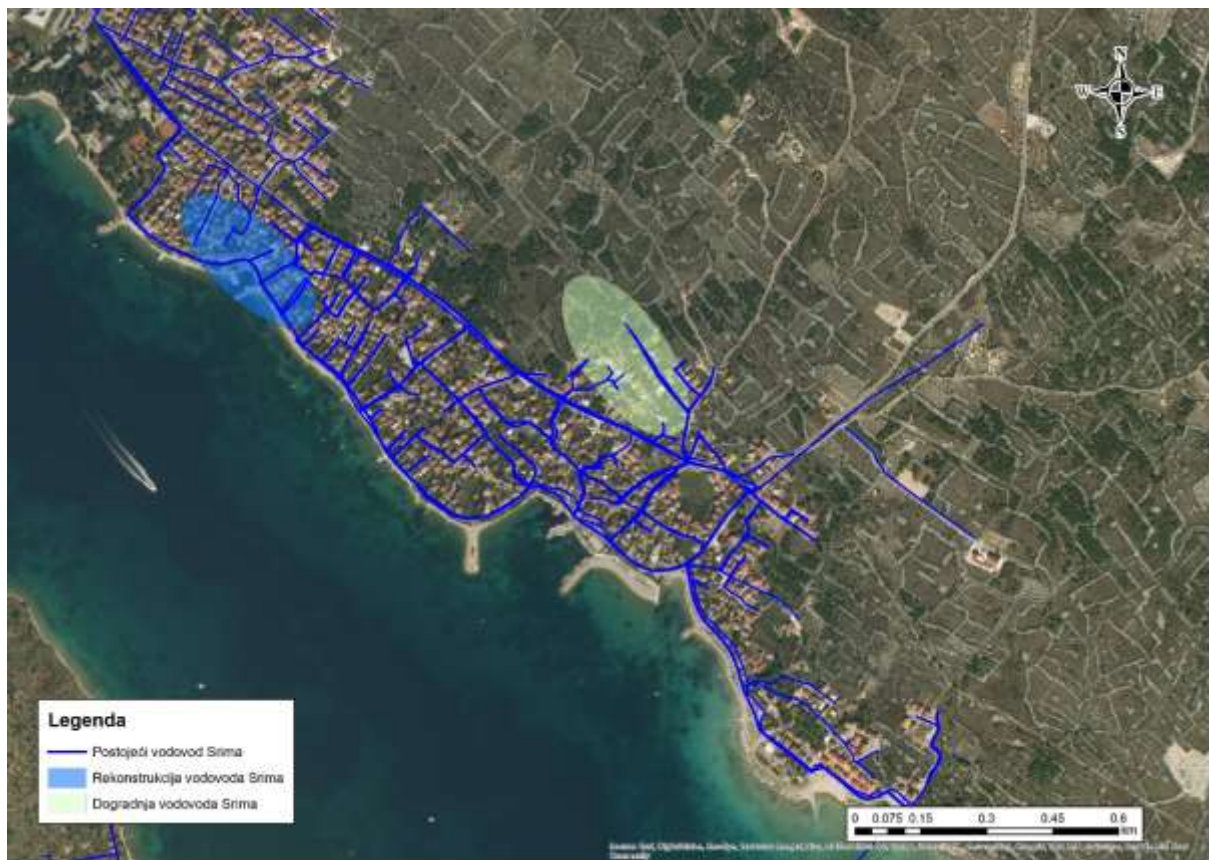 N
W E
S
Legenda
Postojeći vodovod Srima
Rekonstrukcija vodovoda Srima
Dogradnja vodovoda Srima
0 0.075 0.15 0.3 0.45 0.6
km